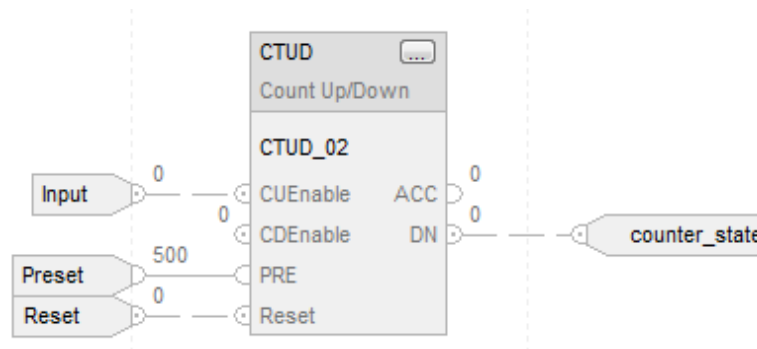 CTUD ...
Count Up/Down
CTUD_02
0
0
Input
CUEnable
ACC
0
0
CDEnable
DN
counter_state
500
Preset
PRE
0
Reset
Reset